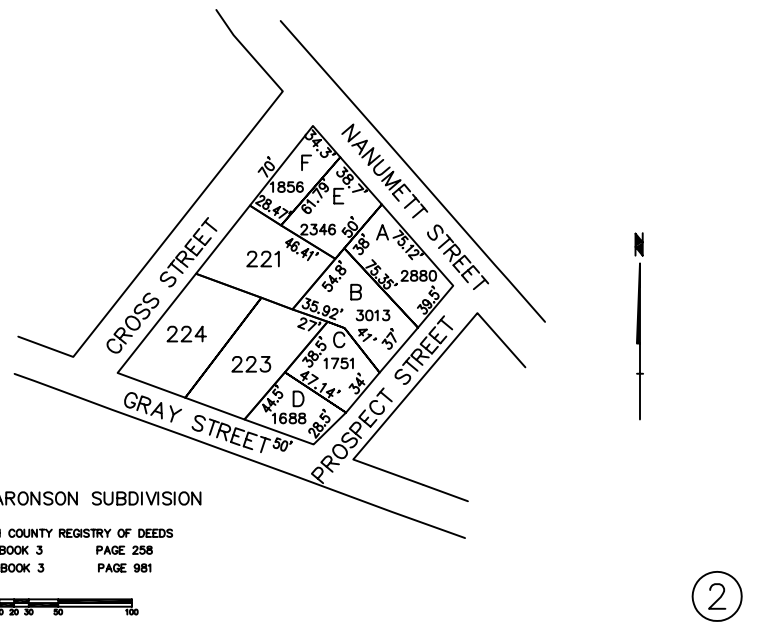 NANUMETT STREET
34.3'
70'
F
1856
28.47'
61.79'
38.7'
E
2346
50'
46.41'
A
75.12'
2880
38'
75.35'
39.5'
221
54.8'
B
3013
35.92'
41'
37'
CROSS STREET
224
223
27'
C
38.5'
1751
47.14'
34'
D
44.5'
1688
28.5'
GRAY STREET
50'
PROSPECT STREET
N
ARONSON SUBDIVISION
COUNTY REGISTRY OF DEEDS
BOOK 3 PAGE 258
BOOK 3 PAGE 981
20 30 50 100
2